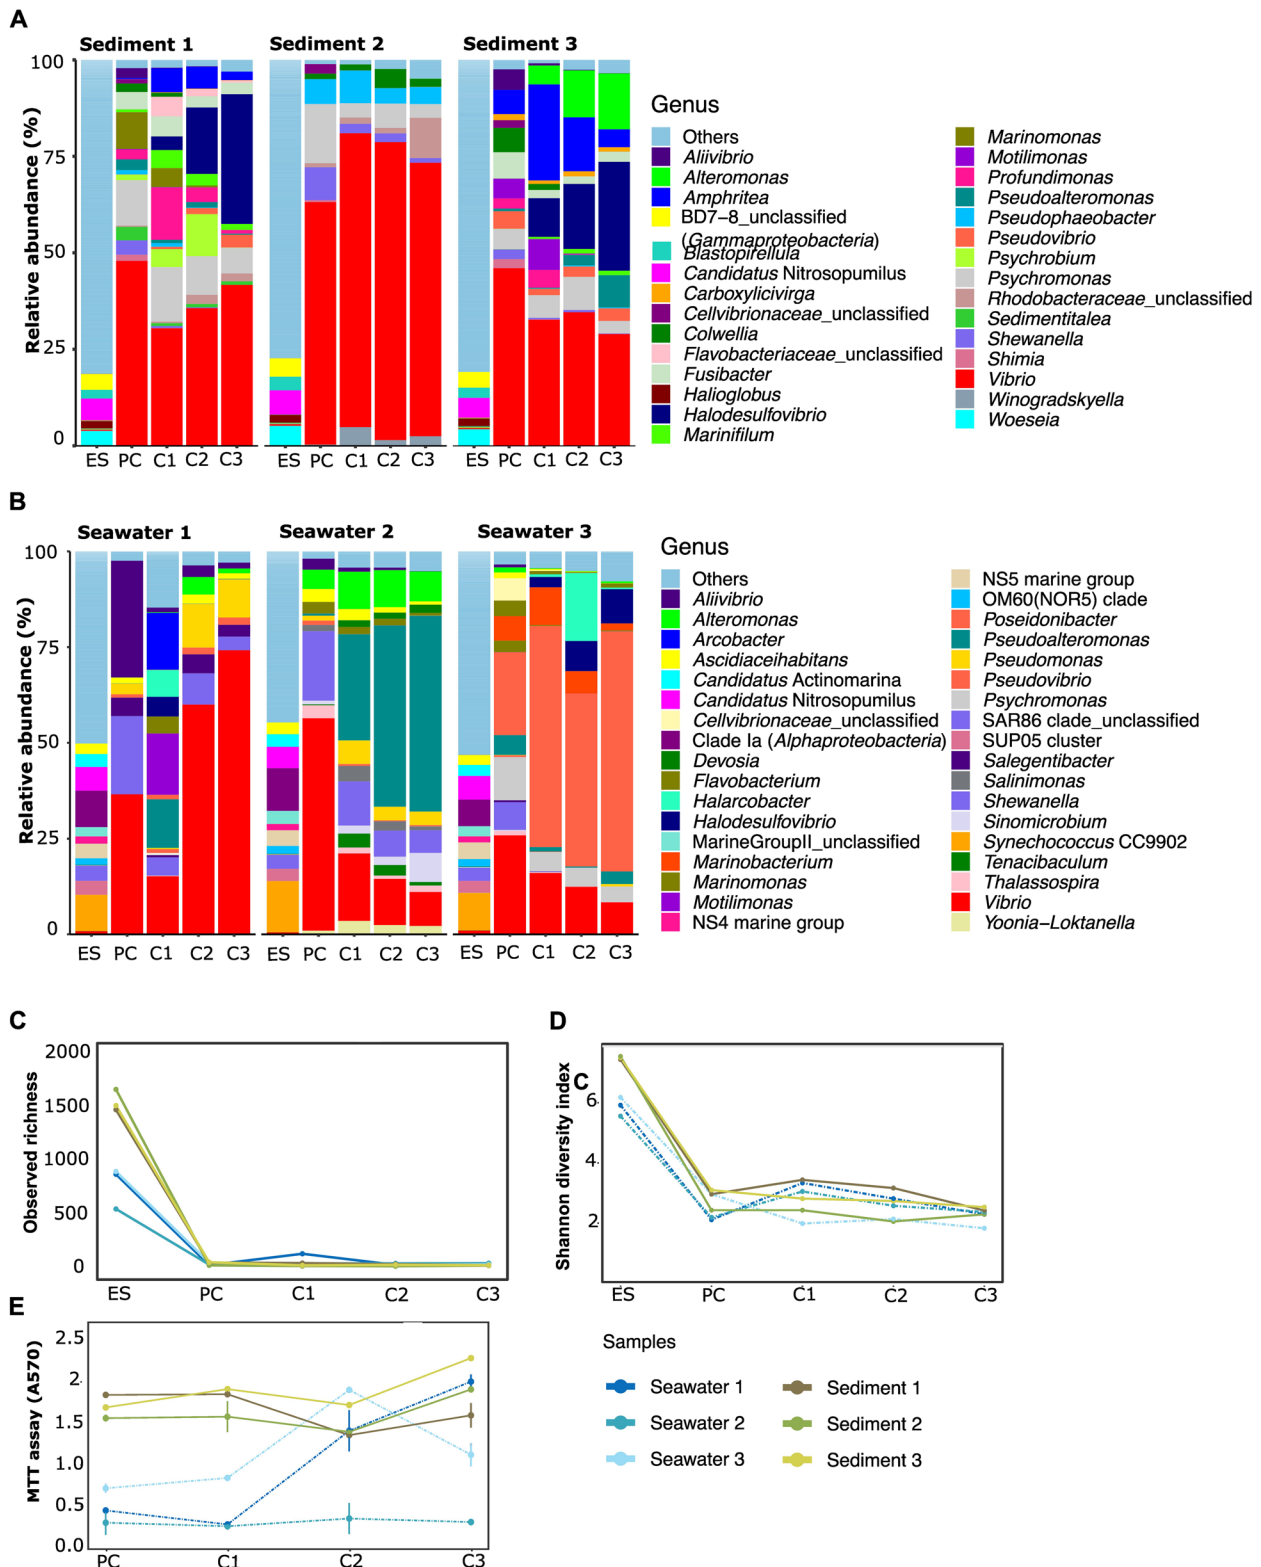 A
Sediment 1
Sediment 2
Sediment 3
100
75
50
25
0
Relative abundance (%)
ES PC C1 C2 C3
ES PC C1 C2 C3
ES PC C1 C2 C3
Genus
Others
Aliivibrio
Alteromonas
Amphritea
BD7-8_unclassified
(Gammaproteobacteria)
Blastopirellula
Candidatus Nitrosopumilus
Carboxylicivirga
Cellvibrionaceae_unclassified
Colwellia
Flavobacteriaceae_unclassified
Fusibacter
Halioglobus
Halodesulfovibrio
Marinifilum
Marinomonas
Motilimonas
Profundimonas
Pseudoalteromonas
Pseudophaeobacter
Pseudovibrio
Psychrobium
Psychromonas
Rhodobacteraceae_unclassified
Sedimentitalea
Shewanella
Shimia
Vibrio
Winogradskyella
Woeseia
B
Seawater 1
Seawater 2
Seawater 3
100
75
50
25
0
Relative abundance (%)
ES PC C1 C2 C3
ES PC C1 C2 C3
ES PC C1 C2 C3
Genus
Others
Aliivibrio
Alteromonas
Arcobacter
Ascidiaceihabitans
Candidatus Actinomarina
Candidatus Nitrosopumilus
Cellvibrionaceae_unclassified
Clade Ia (Alphaproteobacteria)
Devosia
Flavobacterium
Halarcobacter
Halodesulfovibrio
MarineGroupII_unclassified
Marinobacterium
Marinomonas
Motilimonas
NS4 marine group
NS5 marine group
OM60(NOR5) clade
Poseidonibacter
Pseudoalteromonas
Pseudomonas
Pseudovibrio
Psychromonas
SAR86 clade_unclassified
SUP05 cluster
Salegentibacter
Salinimonas
Shewanella
Sinomicrobium
Synechococcus CC9902
Tenacibaculum
Thalassospira
Vibrio
Yoonia-Loktanella
C
2000
1500
1000
500
0
Observed richness
ES PC C1 C2 C3
D
C
6
4
2
Shannon diversity index
ES PC C1 C2 C3
E
2.5
2
1.5
1.0
0.5
0.0
MTT assay (A570)
PC C1 C2 C3
Samples
Seawater 1
Seawater 2
Seawater 3
Sediment 1
Sediment 2
Sediment 3